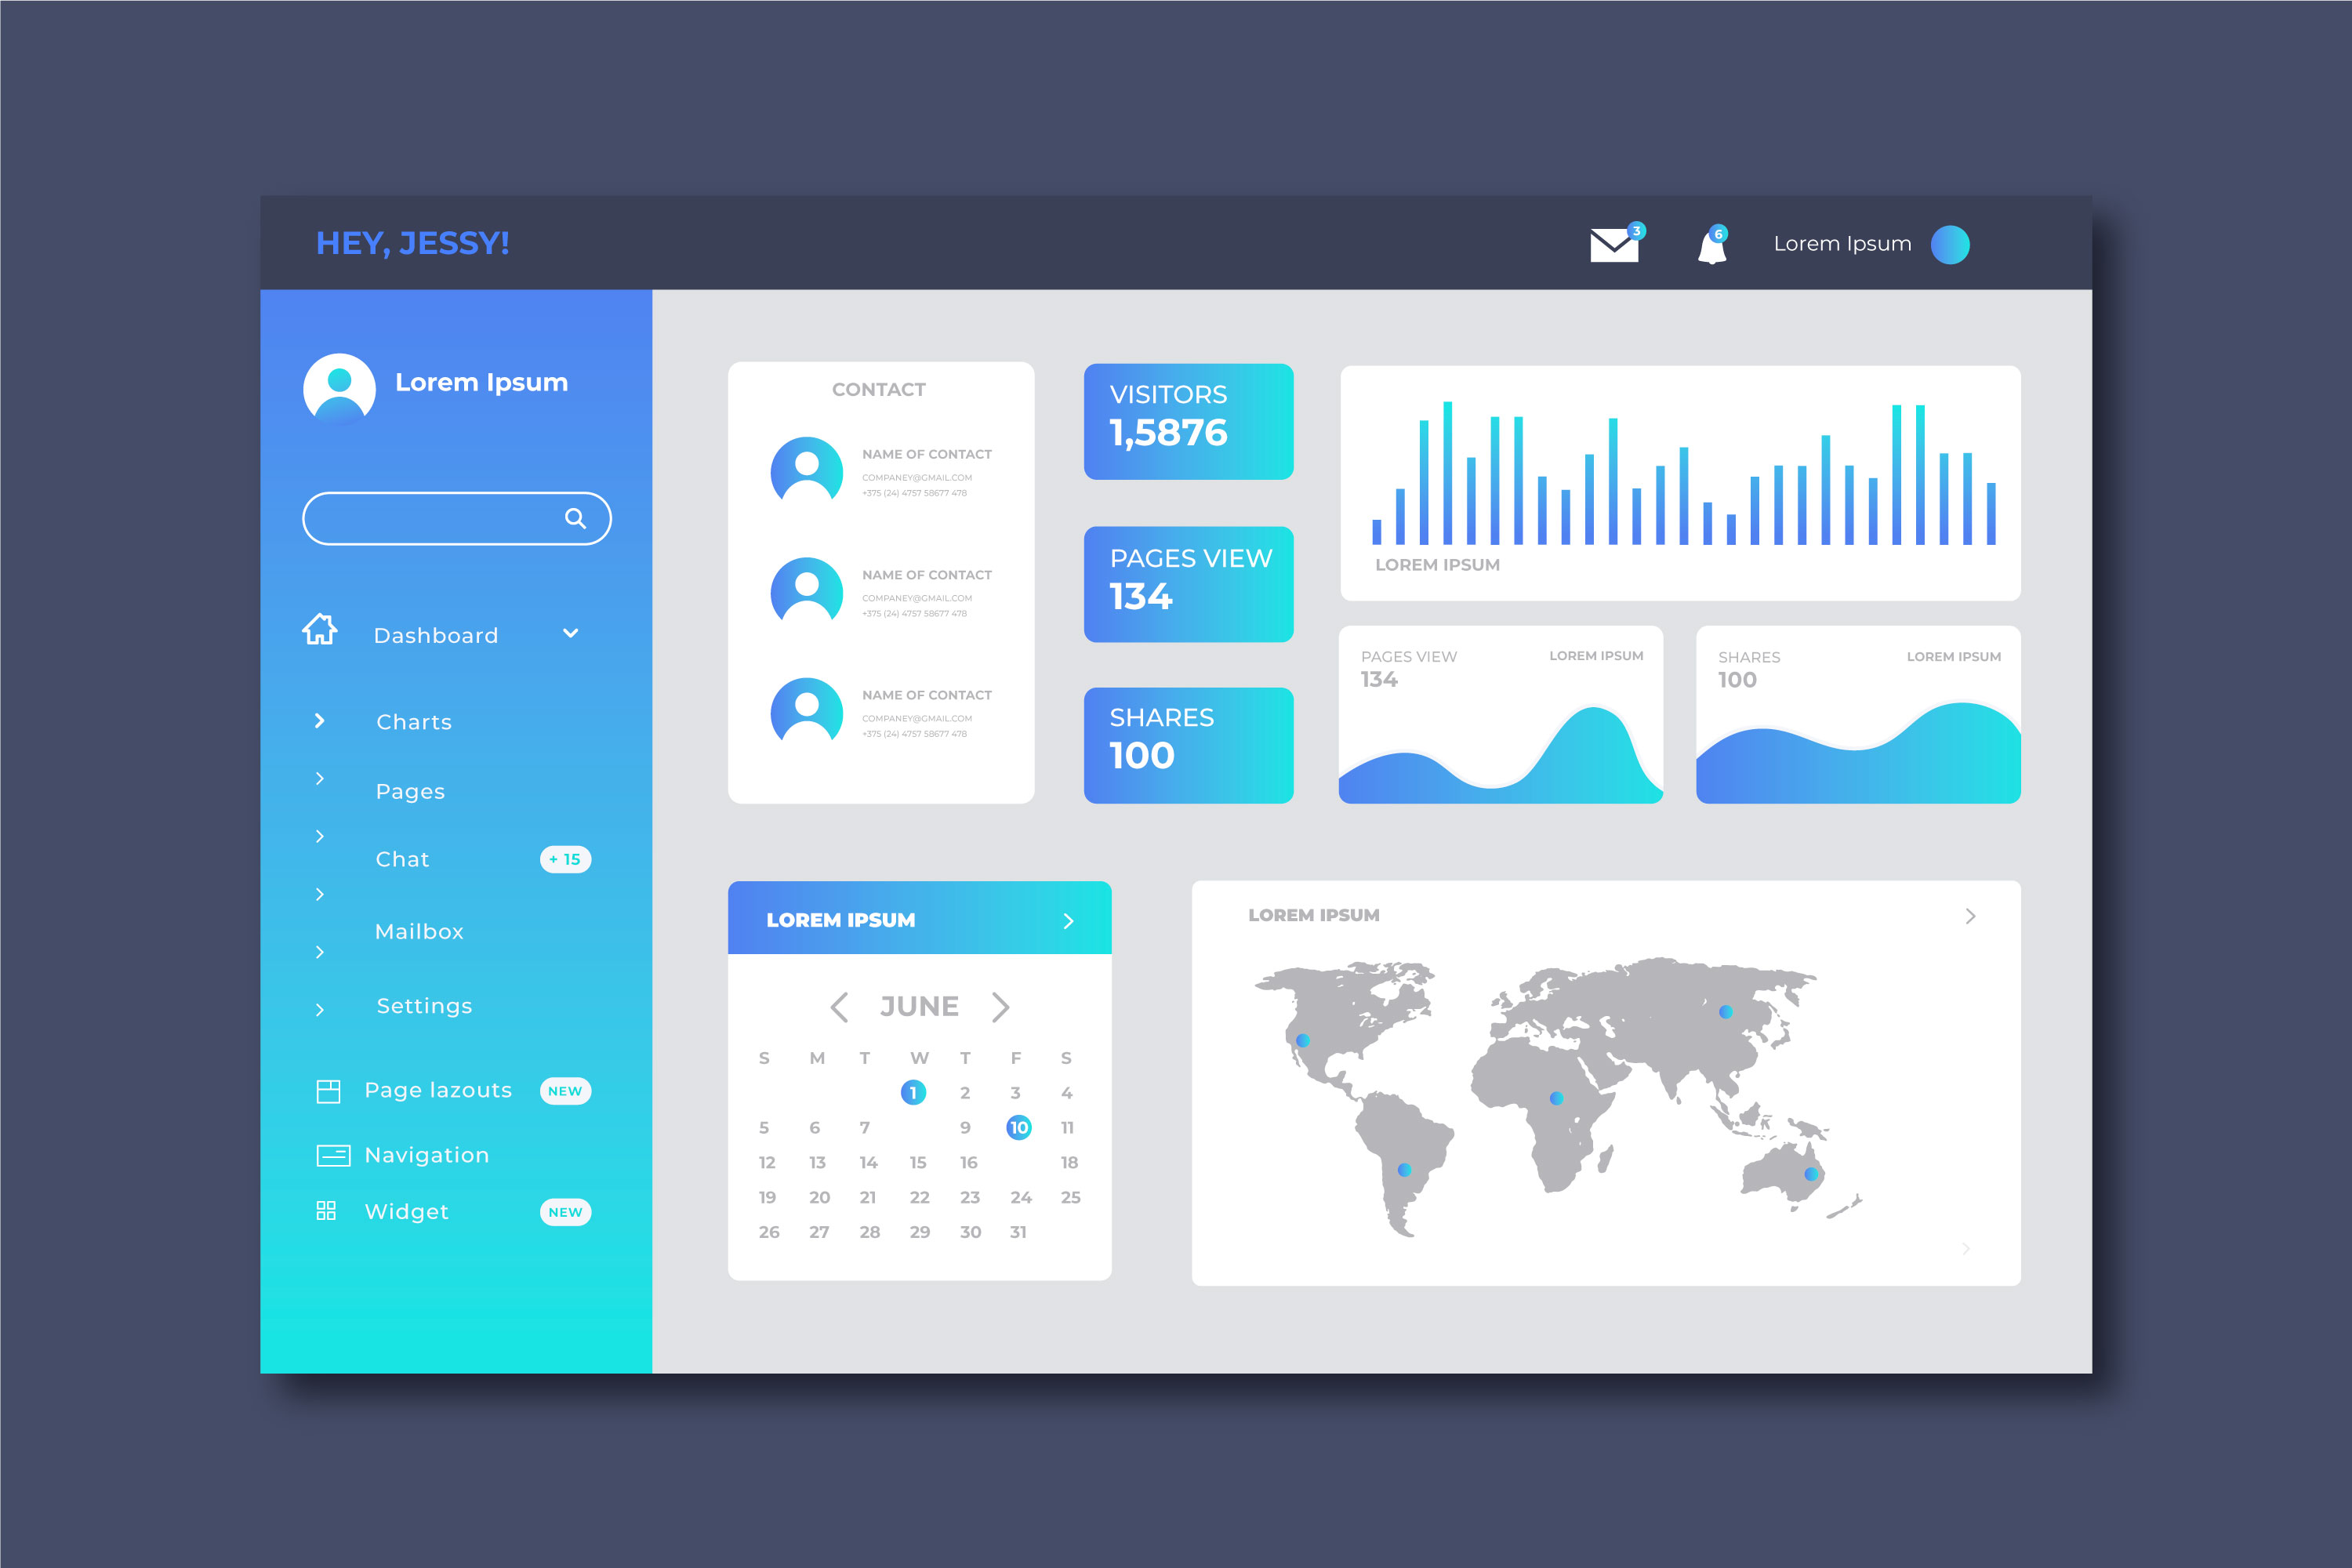 HEY, JESSY!
3
6
Lorem Ipsum
Lorem Ipsum
Dashboard
Charts
Pages
Chat
+ 15
Mailbox
Settings
Page lazouts
NEW
Navigation
Widget
NEW
CONTACT
NAME OF CONTACT
COMPANEY@GMAIL.COM
+375 (24) 4757 58677 478
NAME OF CONTACT
COMPANEY@GMAIL.COM
+375 (24) 4757 58677 478
NAME OF CONTACT
COMPANEY@GMAIL.COM
+375 (24) 4757 58677 478
VISITORS
1,5876
PAGES VIEW
134
SHARES
100
LOREM IPSUM
PAGES VIEW
134
LOREM IPSUM
SHARES
100
LOREM IPSUM
LOREM IPSUM
JUNE
S M T W T F S
1 2 3 4
5 6 7 9 10 11
12 13 14 15 16 18
19 20 21 22 23 24 25
26 27 28 29 30 31
LOREM IPSUM